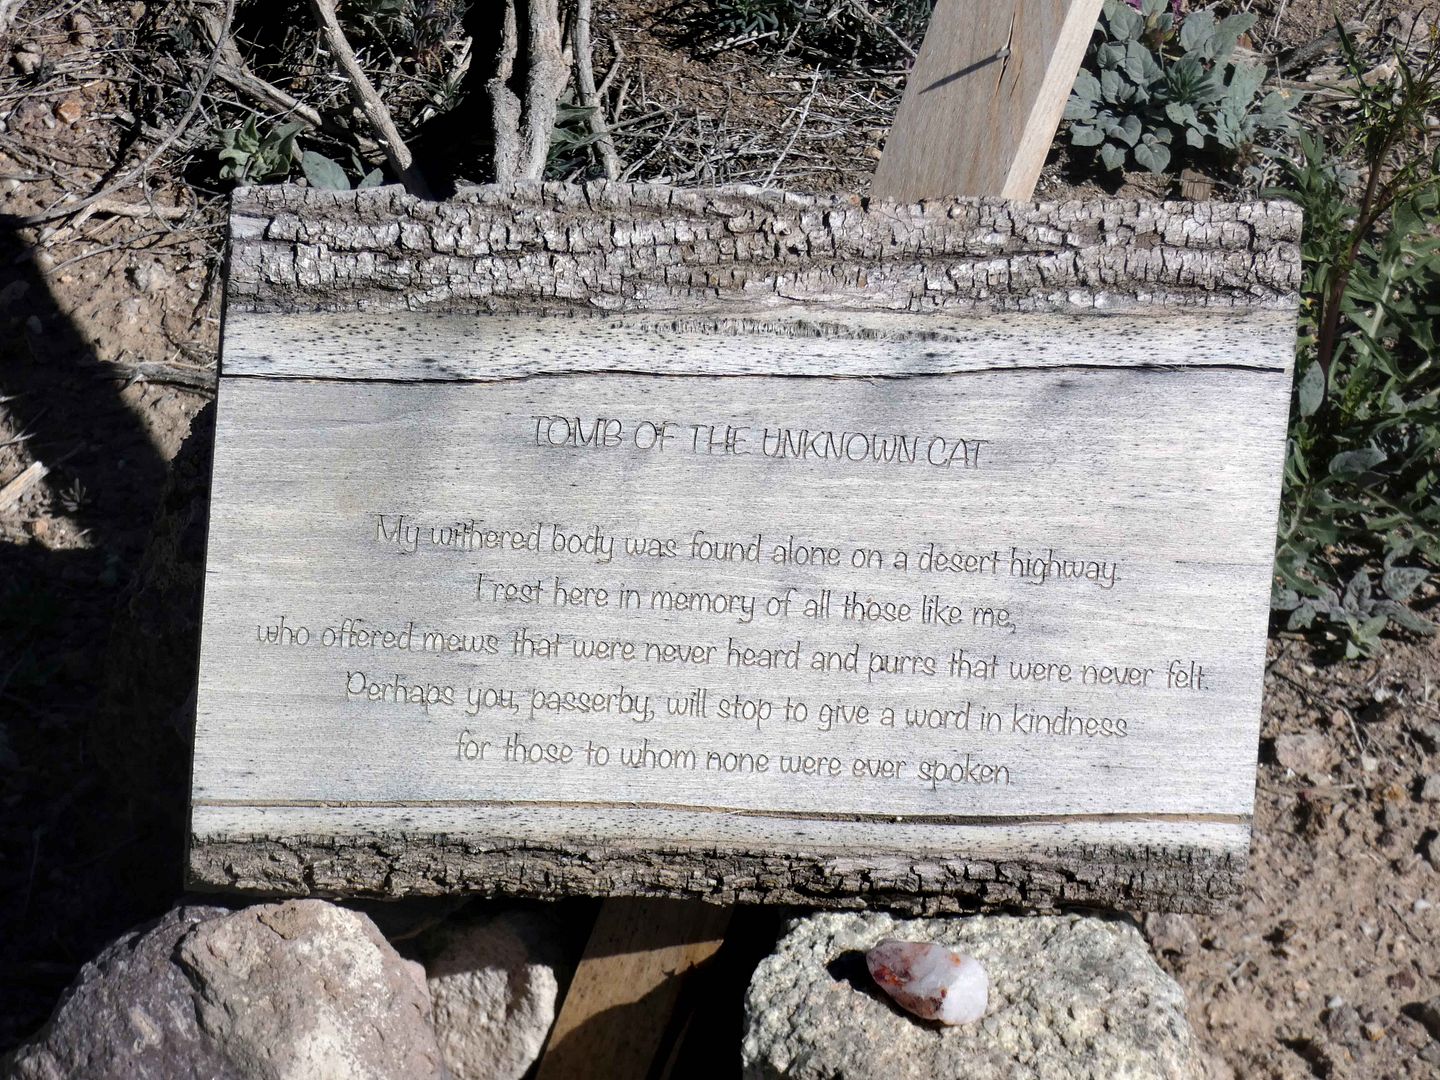 TOMB OF THE UNKNOWN CAT
My withered body was found alone on a desert highway.
I rest here in memory of all those like me,
who offered mews that were never heard and purrs that were never felt.
Perhaps you, passerby, will stop to give a word in kindness
for those to whom none were ever spoken.